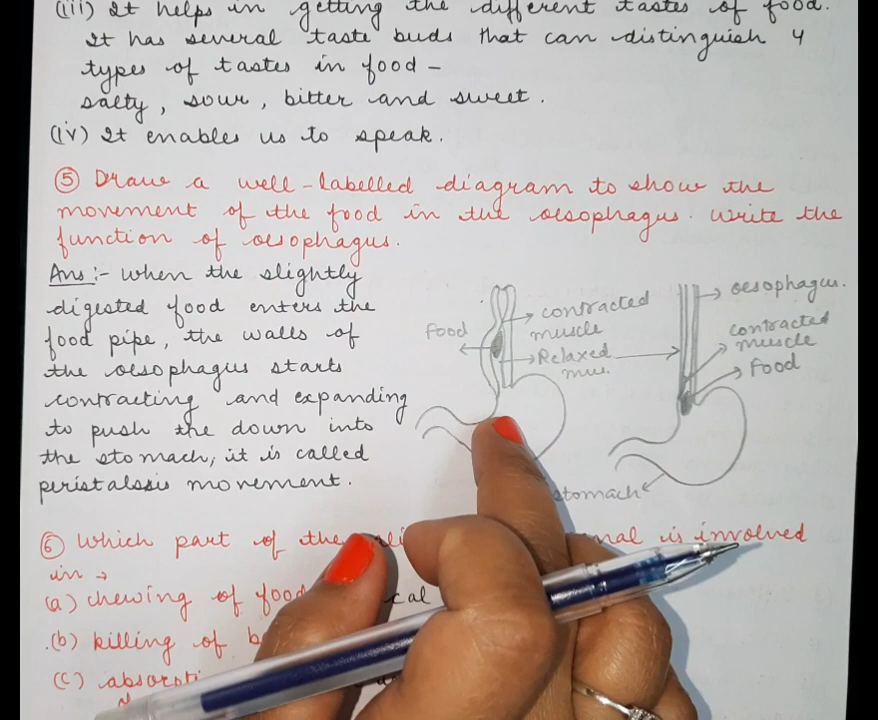 (iii) It helps in getting the different tastes of food.
It has several taste buds that can distinguish 4
types of tastes in food -
salty, sour, bitter and sweet.
(iv) It enables us to speak.
⑤ Draw a well-labelled diagram to show the
movement of the food in the oesophagus. Write the
function of oesophagus.
Ans:- When the slightly
digested food enters the
food pipe, the walls of
the oesophagus starts
contracting and expanding
to push the down into
the stomach, it is called
peristalsis movement.
Food
contracted
muscle
Relaxed
mus.
oesophagus.
contracted
muscle
Food
stomach
⑥ Which part of the is involved
in →
(a) chewing of food
(b) killing of
(c)